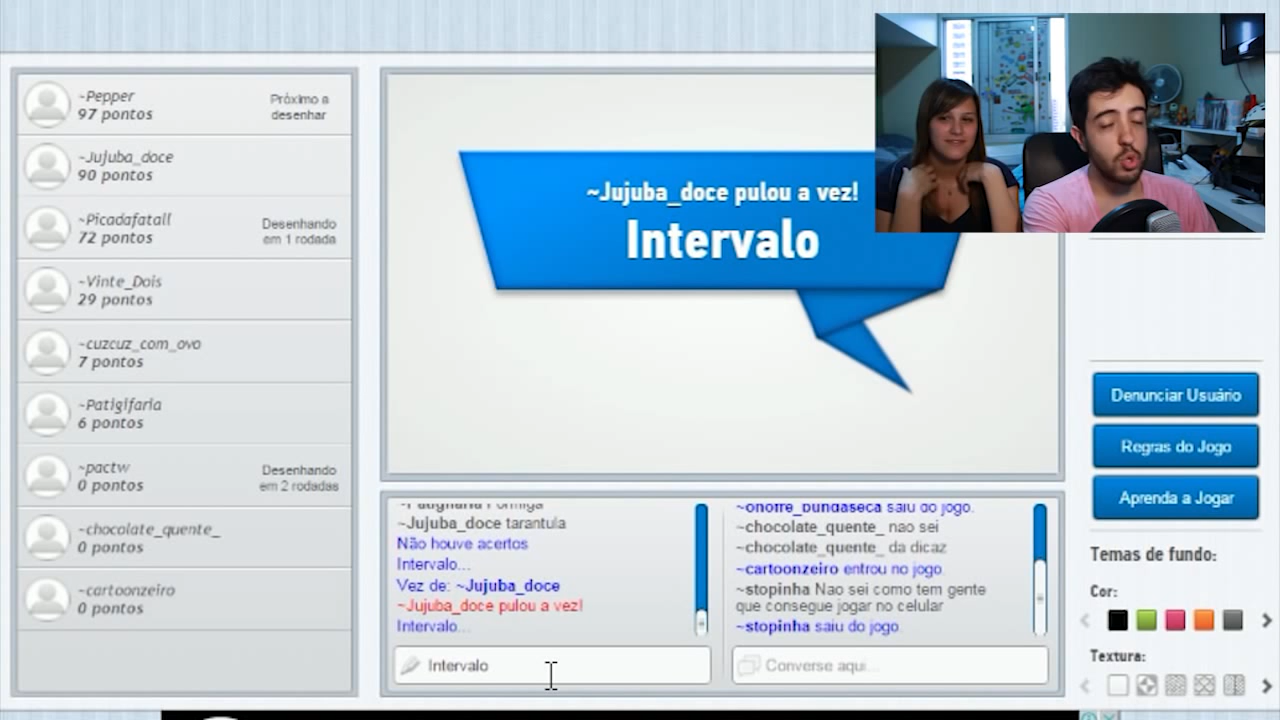 ~Pepper
97 pontos
Próximo a
desenhar
~Jujuba_doce
90 pontos
~Picadafatall
72 pontos
Desenhando
em 1 rodada
~Vinte_Dois
29 pontos
~cuzcuz_com_ovo
7 pontos
~Patigifaria
6 pontos
~pactw
0 pontos
Desenhando
em 2 rodadas
~chocolate_quente_
0 pontos
~cartoonzeiro
0 pontos
~Jujuba_doce pulou a vez!
Intervalo
~Jujuba_doce tarantula
Não houve acertos
Intervalo...
Vez de: ~Jujuba_doce
~Jujuba_doce pulou a vez!
Intervalo...
Intervalo
~onofre_bundaseca saiu do jogo.
~chocolate_quente_ nao sei
~chocolate_quente_ da dicaz
~cartoonzeiro entrou no jogo.
~stopinha Nao sei como tem gente
que consegue jogar no celular
~stopinha saiu do jogo.
Converse aqui...
Denunciar Usuário
Regras do Jogo
Aprenda a Jogar
Temas de fundo:
Cor:
Textura: